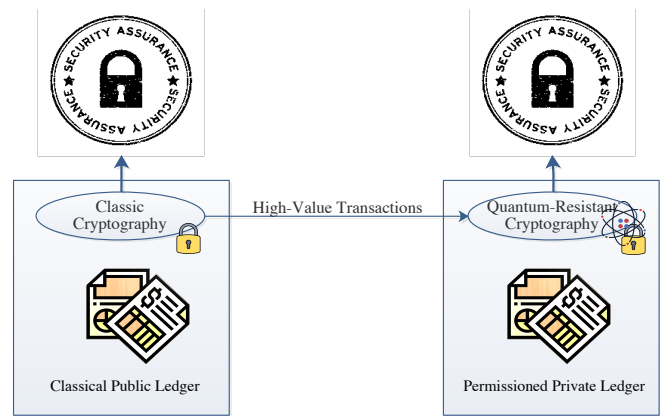 SECURITY ASSURANCE
SECURITY ASSURANCE
SECURITY ASSURANCE
SECURITY ASSURANCE
Classic
Cryptography
High-Value Transactions
Quantum-Resistant
Cryptography
$
$
Classical Public Ledger
Permissioned Private Ledger